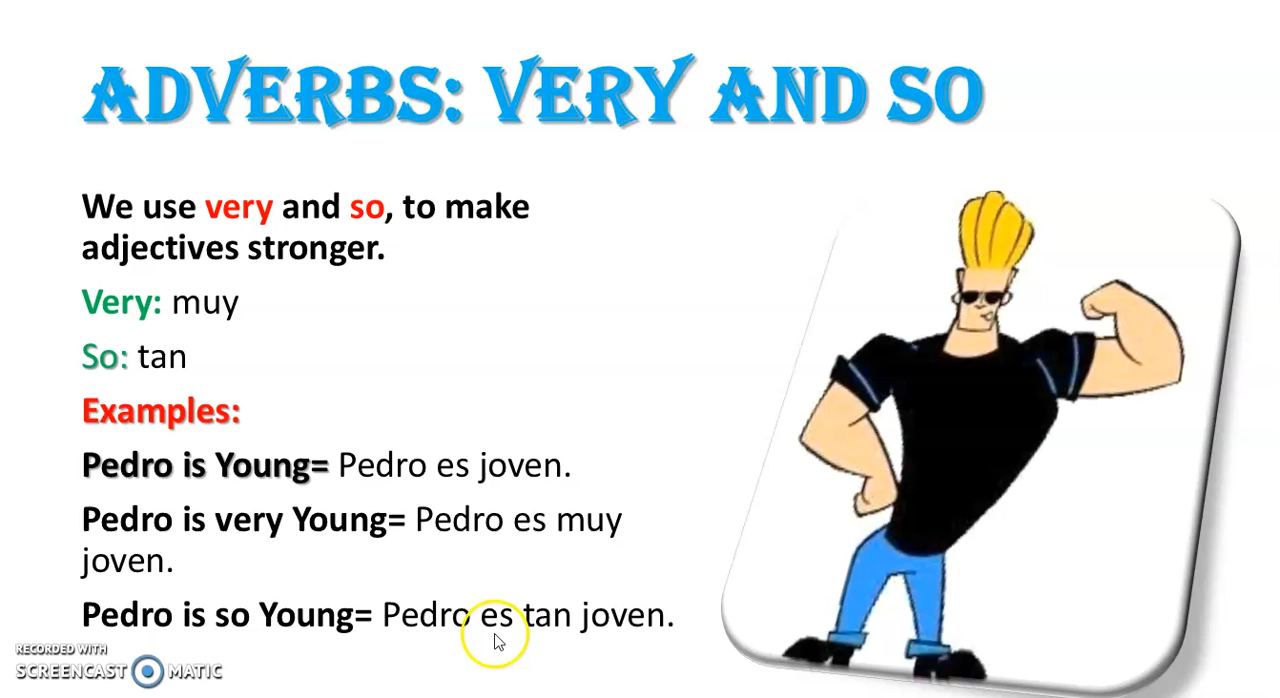 ADVERBS: VERY AND SO
We use very and so, to make
adjectives stronger.
Very: muy
So: tan
Examples:
Pedro is Young= Pedro es joven.
Pedro is very Young= Pedro es muy
joven.
Pedro is so Young= Pedro es tan joven.
RECORDED WITH
SCREENCAST MATIC